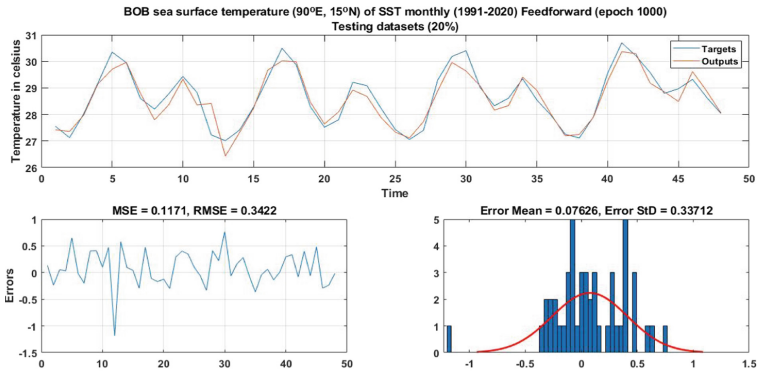 BOB sea surface temperature (90°E, 15°N) of SST monthly (1991-2020) Feedforward (epoch 1000)
Testing datasets (20%)
Temperature in celsius
31
30
29
28
27
26
Targets
Outputs
0 5 10 15 20 25 30 35 40 45 50
Time
MSE = 0.1171, RMSE = 0.3422
Errors
1
0.5
0
-0.5
-1
-1.5
0 10 20 30 40 50
Error Mean = 0.07626, Error StD = 0.33712
5
4
3
2
1
0
-1 -0.5 0 0.5 1 1.5